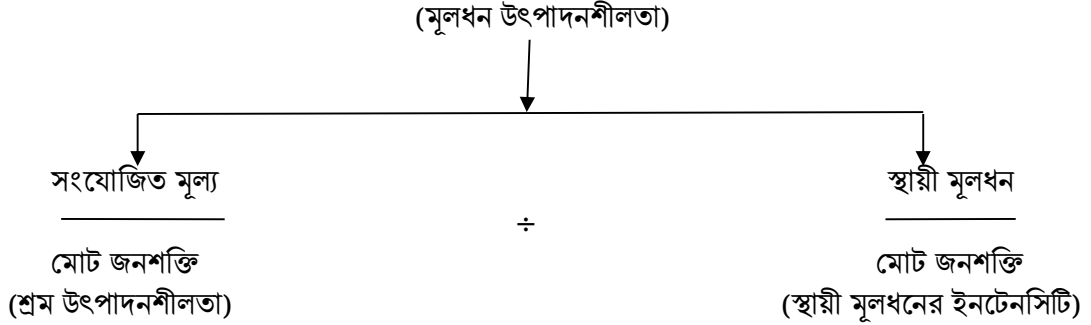 (মূলধন উৎপাদনশীলতা)
সংযোজিত মূল্য
স্থায়ী মূলধন
÷
মোট জনশক্তি
মোট জনশক্তি
(শ্রম উৎপাদনশীলতা)
(স্থায়ী মূলধনের ইনটেনসিটি)